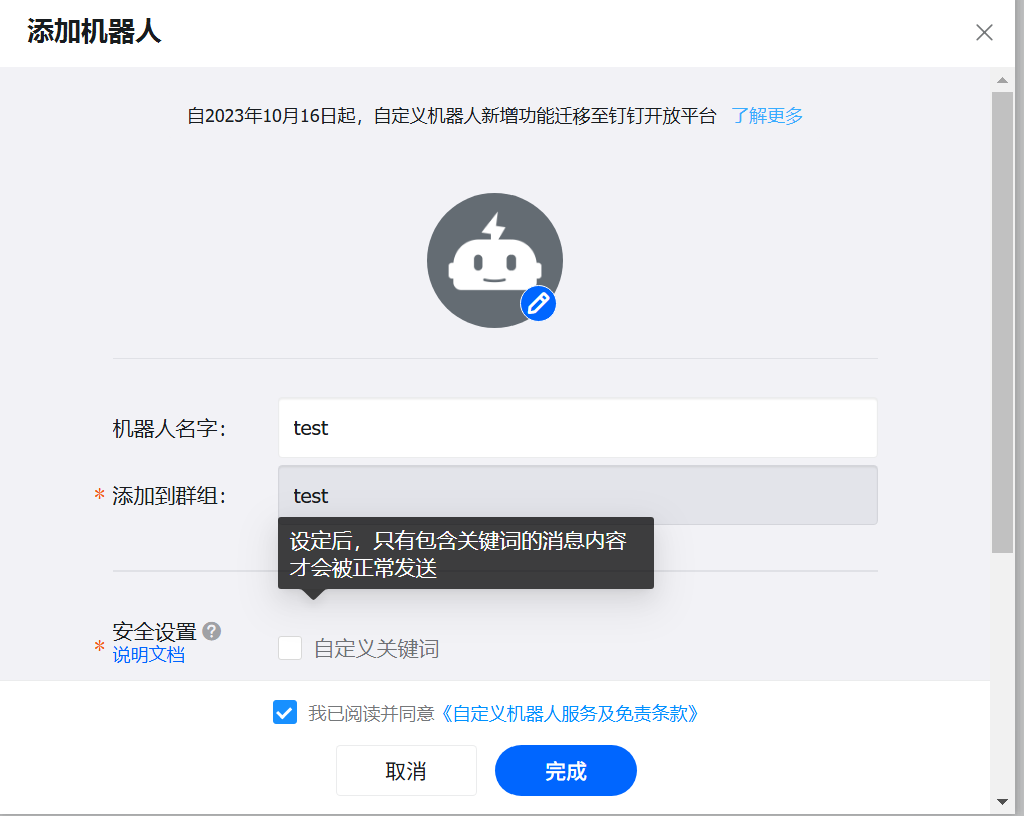 添加机器人
自2023年10月16日起，自定义机器人新增功能迁移至钉钉开放平台 了解更多
机器人名字：
test
* 添加到群组：
test
设定后，只有包含关键词的消息内容
才会被正常发送
* 安全设置 ?
说明文档
自定义关键词
我已阅读并同意《自定义机器人服务及免责条款》
取消
完成